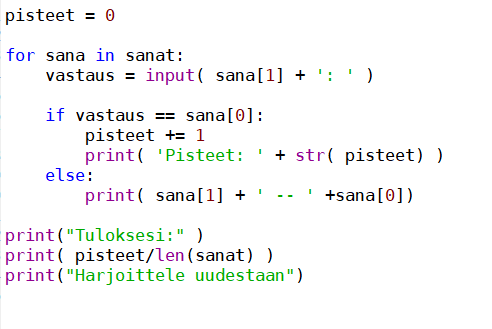 pisteet = 0
for sana in sanat:
vastaus = input( sana[1] + ': ' )
if vastaus == sana[0]:
pisteet += 1
print( 'Pisteet: ' + str( pisteet) )
else:
print( sana[1] + ' -- ' +sana[0])
print("Tuloksesi:" )
print( pisteet/len(sanat) )
print("Harjoittele uudestaan")